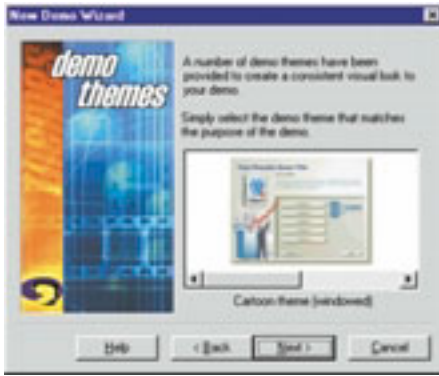 New Demo Wizard
demo
themes
A number of demo themes have been
provided to create a consistent visual look to
your demo.
Simply select the demo theme that matches
the purpose of the demo.
Cartoon theme (windowed)
Help
< Back
Next >
Cancel